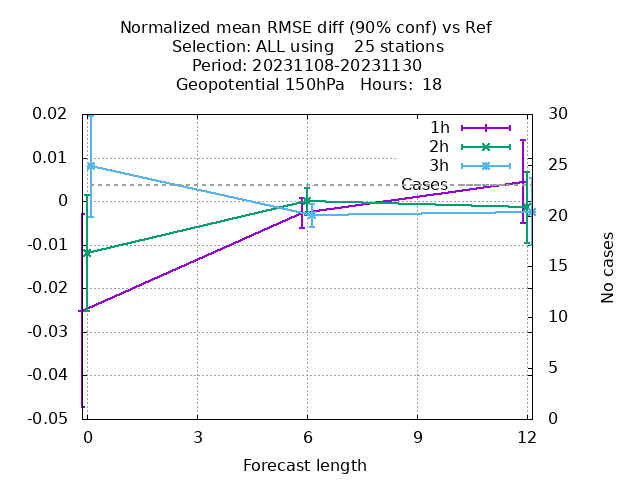 Normalized mean RMSE diff (90% conf) vs Ref
Selection: ALL using    25 stations
Period: 20231108-20231130
Geopotential 150hPa   Hours:  18
0.02
0.01
0
-0.01
-0.02
-0.03
-0.04
-0.05
30
25
20
15
10
5
0
1h
2h
3h
Cases
No cases
0
3
6
9
12
Forecast length